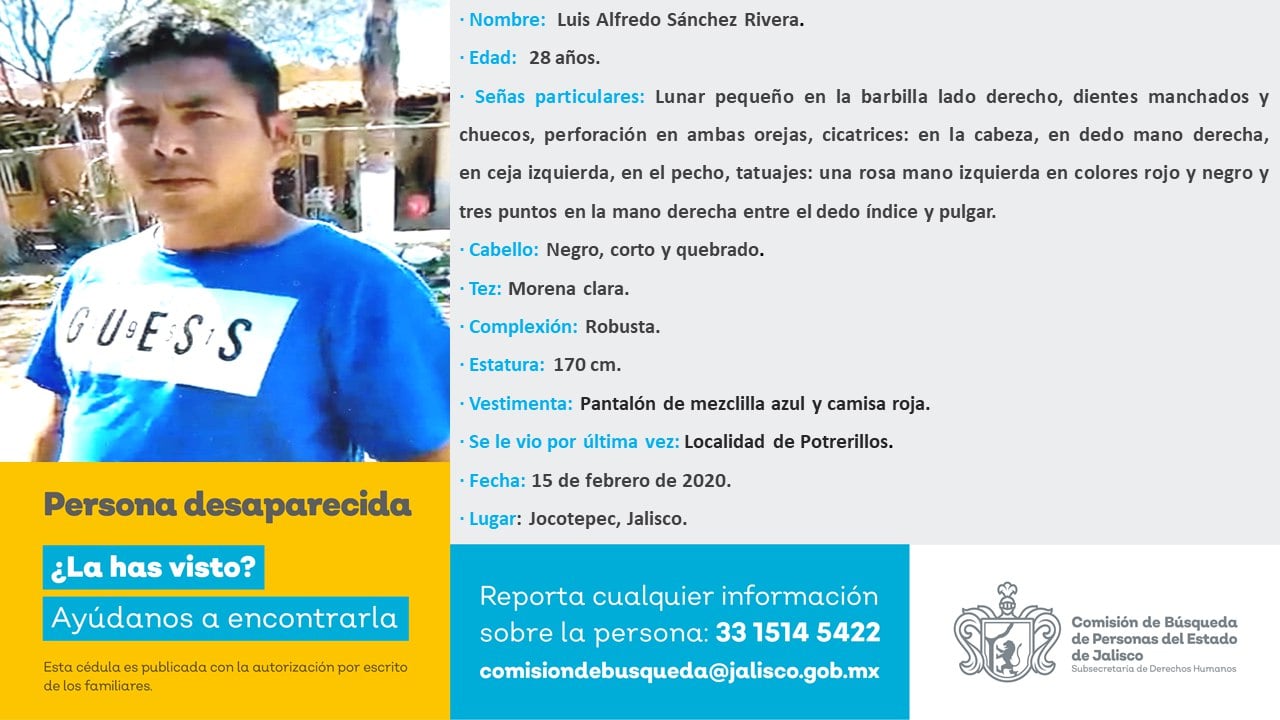 · Nombre: Luis Alfredo Sánchez Rivera.
· Edad: 28 años.
· Señas particulares: Lunar pequeño en la barbilla lado derecho, dientes manchados y
chuecos, perforación en ambas orejas, cicatrices: en la cabeza, en dedo mano derecha,
en ceja izquierda, en el pecho, tatuajes: una rosa mano izquierda en colores rojo y negro y
tres puntos en la mano derecha entre el dedo índice y pulgar.
· Cabello: Negro, corto y quebrado.
· Tez: Morena clara.
· Complexión: Robusta.
· Estatura: 170 cm.
· Vestimenta: Pantalón de mezclilla azul y camisa roja.
· Se le vio por última vez: Localidad de Potrerillos.
· Fecha: 15 de febrero de 2020.
· Lugar: Jocotepec, Jalisco.
GUESS
Persona desaparecida
¿La has visto?
Ayúdanos a encontrarla
Esta cédula es publicada con la autorización por escrito
de los familiares.
Reporta cualquier información
sobre la persona: 33 1514 5422
comisiondebusqueda@jalisco.gob.mx
Comisión de Búsqueda
de Personas del Estado
de Jalisco
Subsecretaría de Derechos Humanos